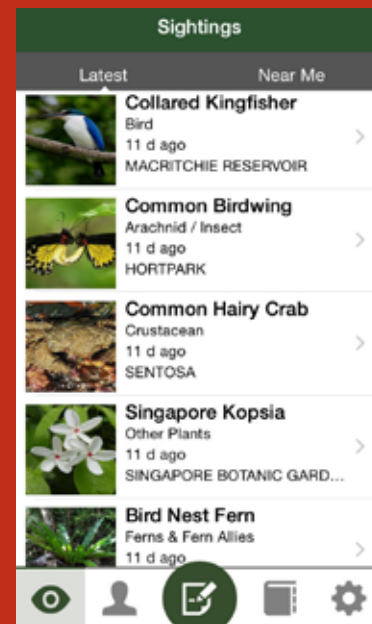 Sightings
Latest Near Me
Collared Kingfisher
Bird
11 d ago
MACRITCHIE RESERVOIR
Common Birdwing
Arachnid / Insect
11 d ago
HORTPARK
Common Hairy Crab
Crustacean
11 d ago
SENTOSA
Singapore Kopsia
Other Plants
11 d ago
SINGAPORE BOTANIC GARD...
Bird Nest Fern
Ferns & Fern Allies
11 d ago